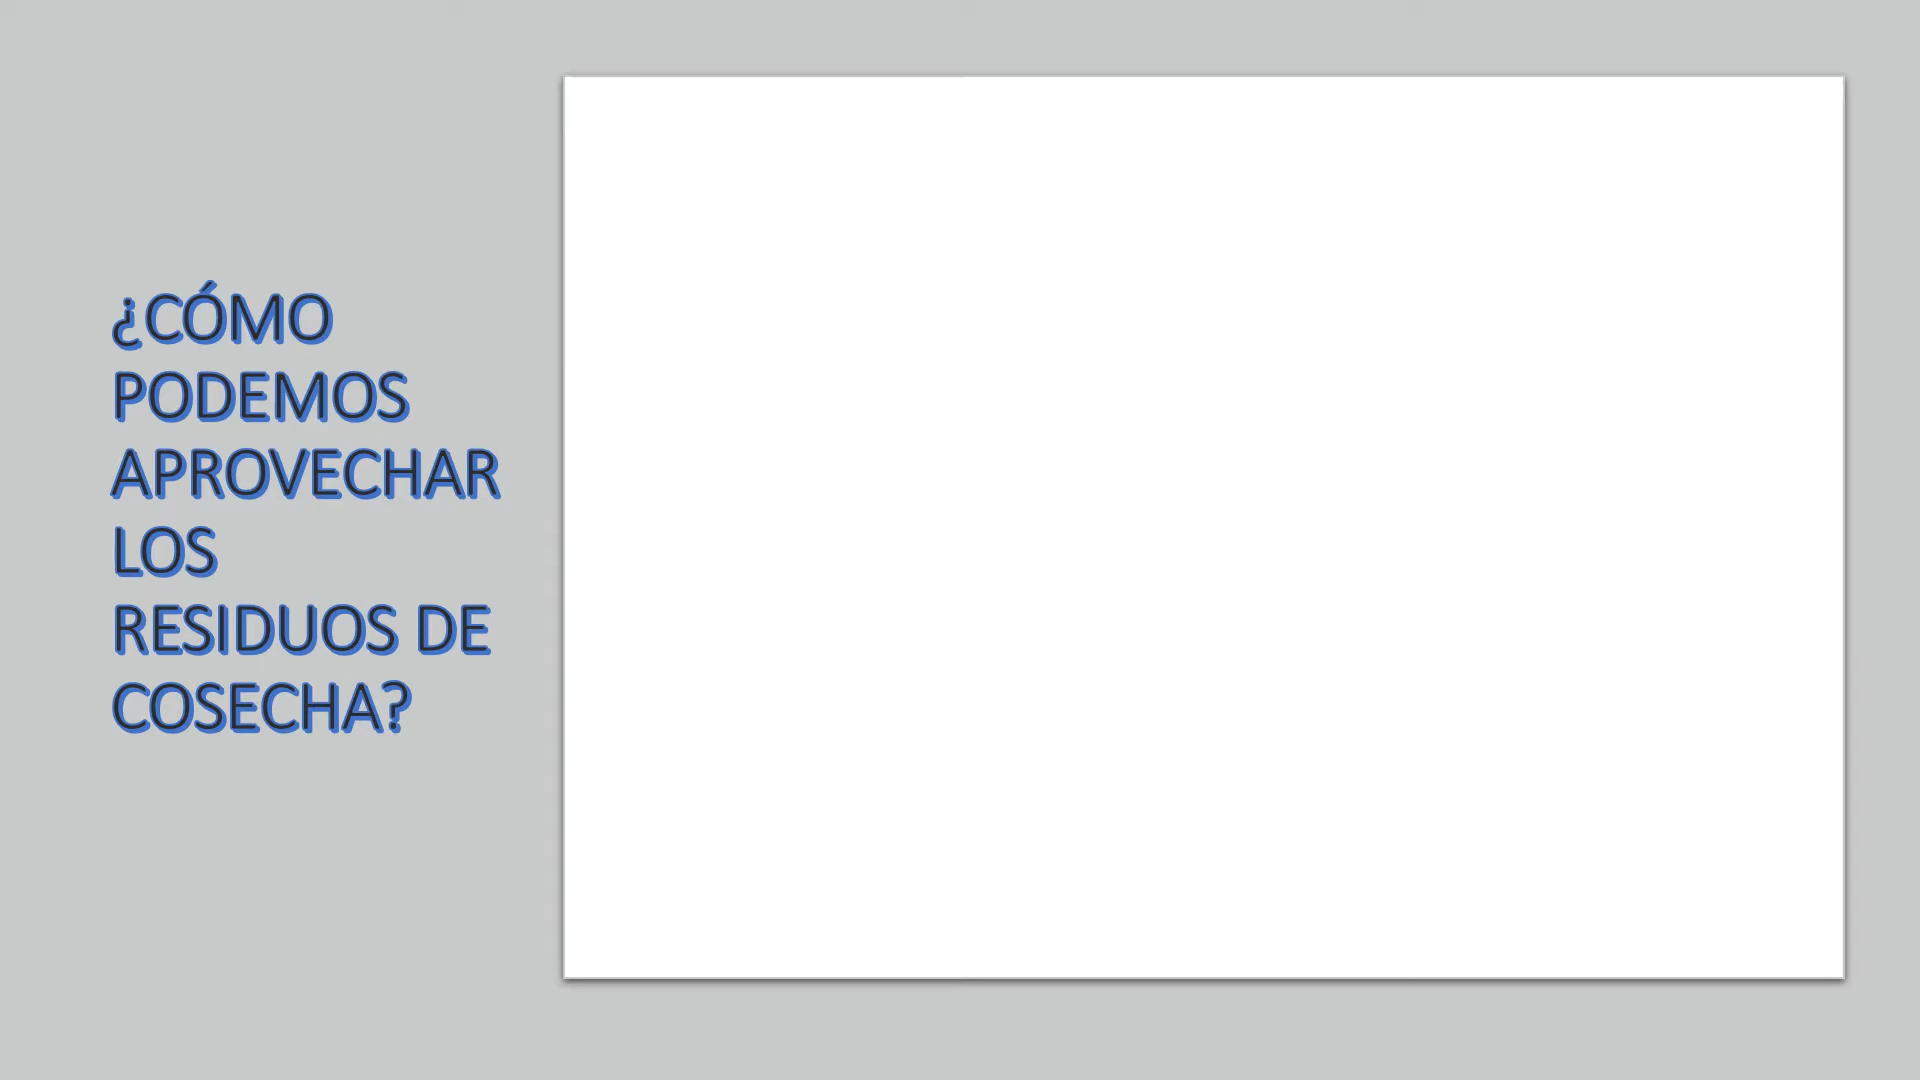 ¿CÓMO
PODEMOS
APROVECHAR
LOS
RESIDUOS DE
COSECHA?